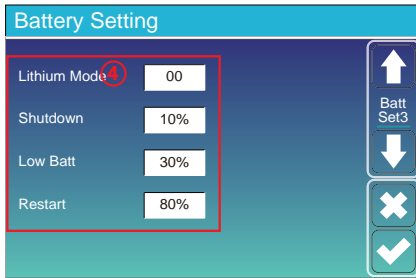 Battery Setting
Lithium Mode 00
④
Shutdown 10%
Low Batt 30%
Restart 80%
Batt
Set3